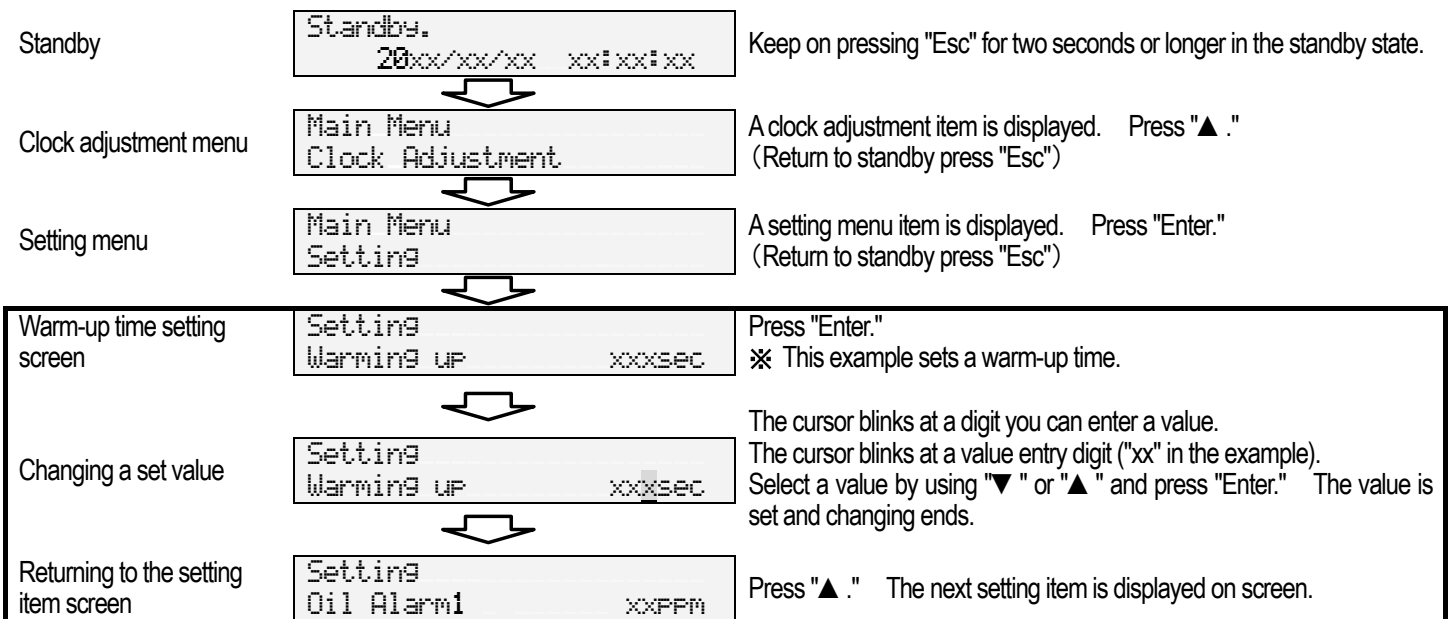 Standby
Standby.
20xx/xx/xx xx:xx:xx
Keep on pressing "Esc" for two seconds or longer in the standby state.
Clock adjustment menu
Main Menu
Clock Adjustment
A clock adjustment item is displayed. Press "▲ ."
（Return to standby press "Esc"）
Setting menu
Main Menu
Setting
A setting menu item is displayed. Press "Enter."
（Return to standby press "Esc"）
Warm-up time setting
screen
Setting
Warming up xxxsec
Press "Enter."
※ This example sets a warm-up time.
Changing a set value
Setting
Warming up xxxsec
The cursor blinks at a digit you can enter a value.
The cursor blinks at a value entry digit ("xx" in the example).
Select a value by using "▼ " or "▲ " and press "Enter." The value is
set and changing ends.
Returning to the setting
item screen
Setting
Oil Alarm1 xxppm
Press "▲ ." The next setting item is displayed on screen.